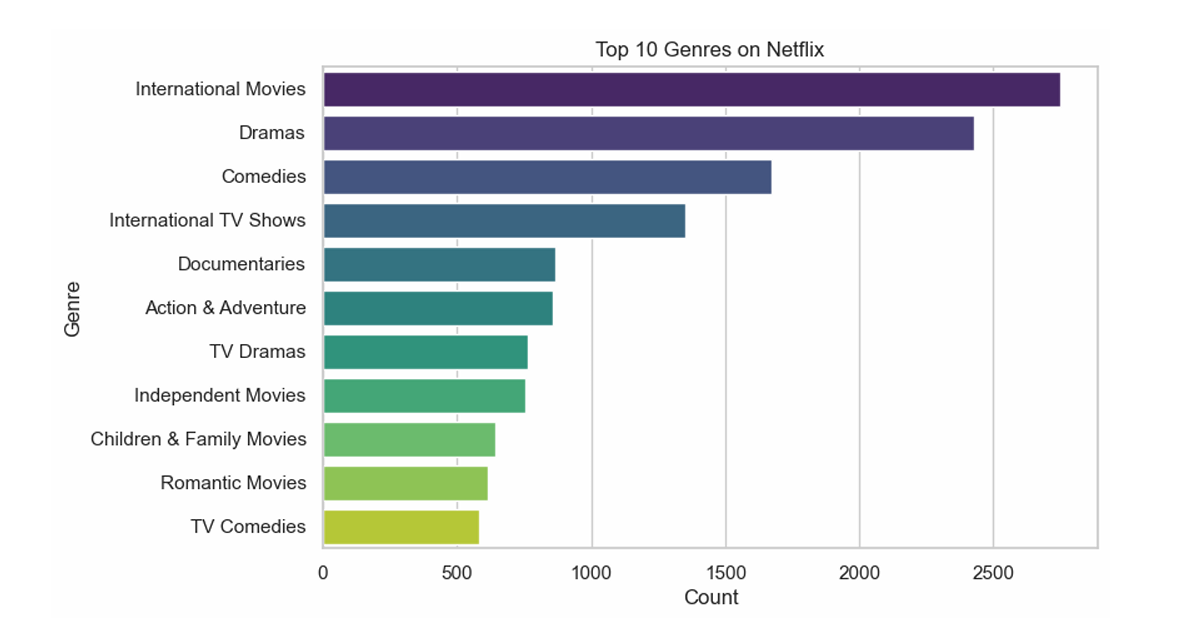 Top 10 Genres on Netflix
International Movies
Dramas
Comedies
International TV Shows
Documentaries
Action & Adventure
TV Dramas
Independent Movies
Children & Family Movies
Romantic Movies
TV Comedies
Genre
0 500 1000 1500 2000 2500
Count